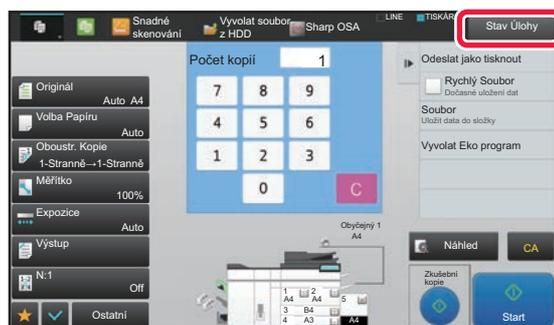 Snadné
skenování
Vyvolat soubor
z HDD
Sharp OSA
LINE
TISKÁR
Stav Úlohy
Originál
Auto A4
Volba Papíru
Auto
Oboustr. Kopie
1-Stranně→1-Stranně
Měřítko
100%
Expozice
Auto
Výstup
N:1
Off
Ostatní
Počet kopií
1
7 8 9
4 5 6
1 2 3
0 C
Obyčejný 1
A4
1 2
A4 A4 5
3 B4
4 A3 A4
Odeslat jako tisknout
Rychlý Soubor
Dočasné uložení dat
Soubor
Uložit data do složky
Vyvolat Eko program
Náhled
CA
Zkušební
kopie
Start